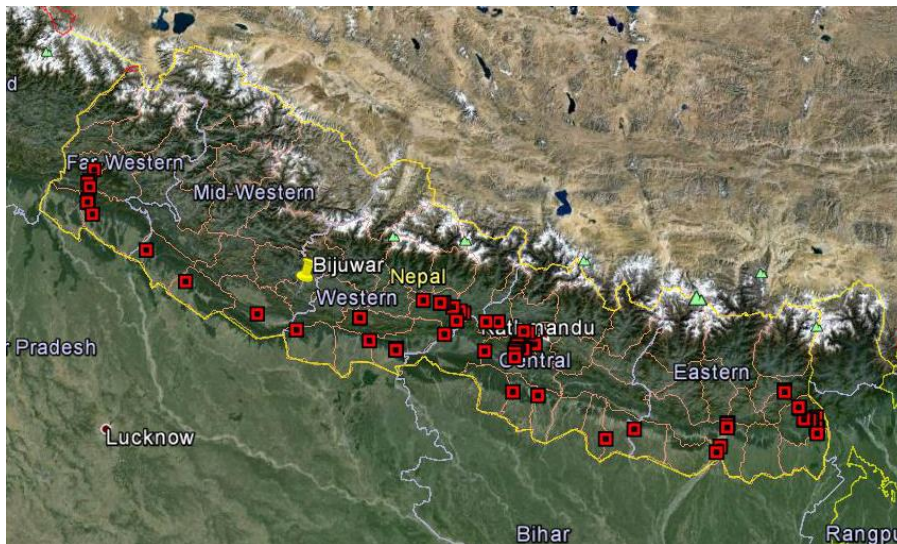 d
Far-Western
Mid-Western
Bijuwar
Nepal
Western
Kathmandu
r Pradesh
Central
Eastern
Lucknow
Bihar
Rangpu